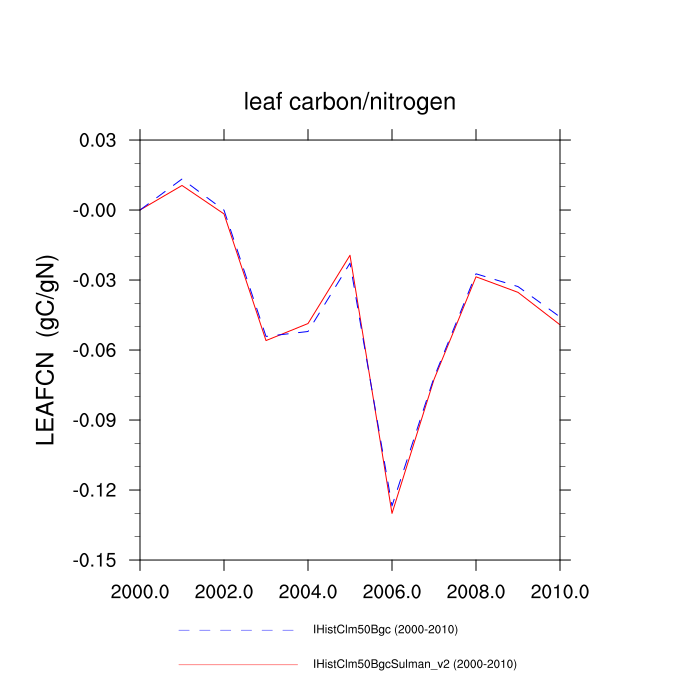 leaf carbon/nitrogen
LEAFCN (gC/gN)
0.03
-0.00
-0.03
-0.06
-0.09
-0.12
-0.15
2000.0 2002.0 2004.0 2006.0 2008.0 2010.0
IHistClm50Bgc (2000-2010)
IHistClm50BgcSulman_v2 (2000-2010)